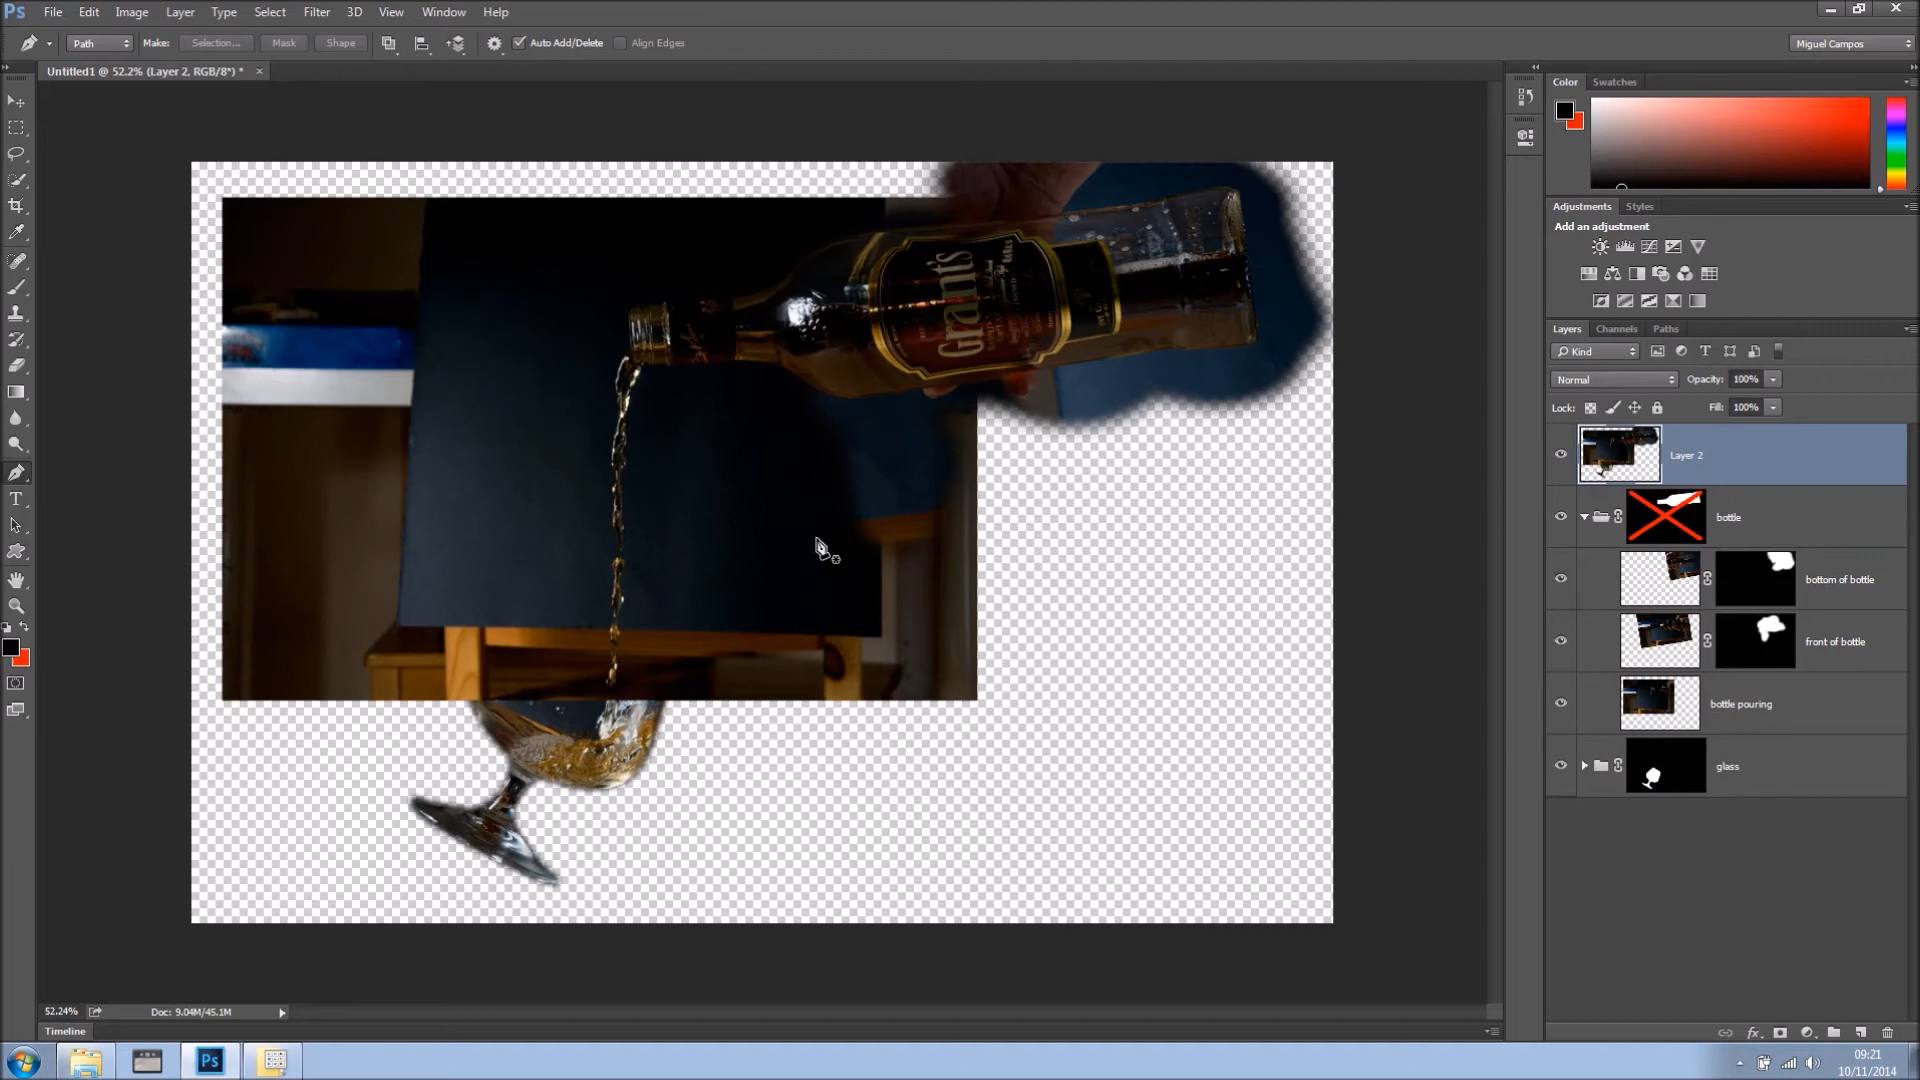 Ps File Edit Image Layer Type Select Filter 3D View Window Help
Path Make: Selection... Mask Shape Auto Add/Delete Align Edges Miguel Campos
Untitled1 @ 52.2% (Layer 2, RGB/8*) * ×
Color Swatches
Adjustments Styles
Add an adjustment
Layers Channels Paths
Kind
Normal Opacity: 100%
Lock: Fill: 100%
Layer 2
bottle
bottom of bottle
front of bottle
bottle pouring
glass
Grant's
52.24% Doc: 9.04M/45.1M
Timeline
Ps
09:21
10/11/2014